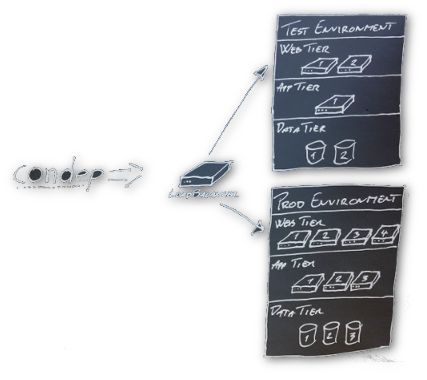 condep
LoadBalancer
TEST ENVIRONMENT
WEB TIER
1 2
APP TIER
1
DATA TIER
1 2
PROD ENVIRONMENT
WEB TIER
1 2 3 4
APP TIER
1 2 3
DATA TIER
1 2 3